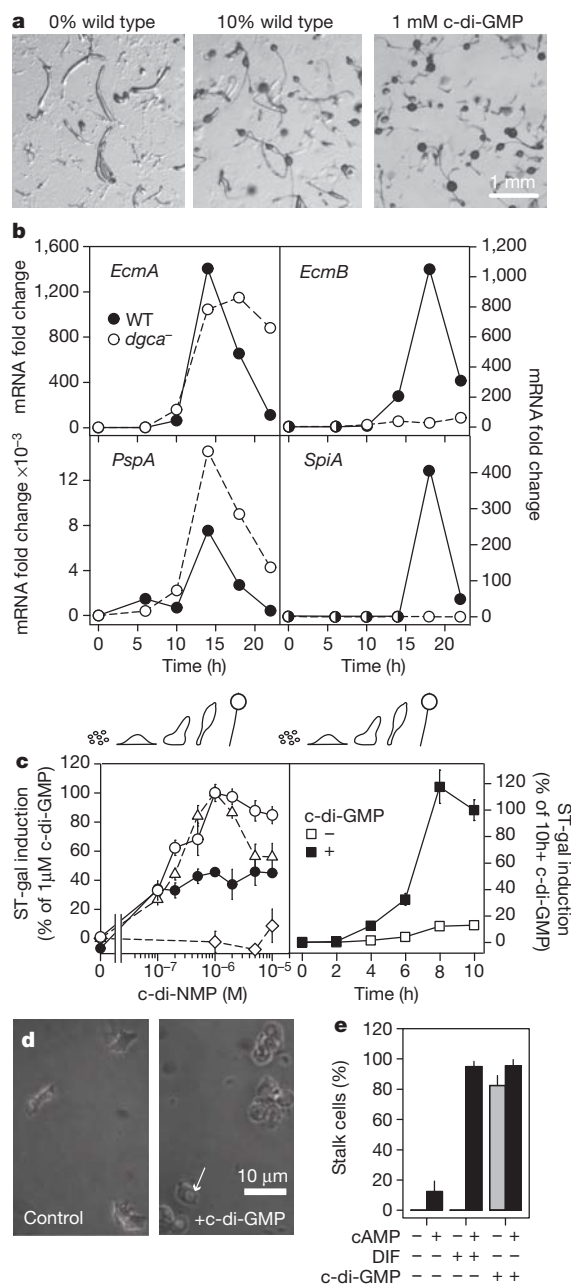 a 0% wild type 10% wild type 1 mM c-di-GMP
1 mm
b
1,600 EcmA EcmB 1,200
1,200 1,000
800 WT 800
400 dgca⁻ 600
0 400
200
0
mRNA fold change
mRNA fold change
PspA SpiA
12 400
8 300
4 200
0 100
0
mRNA fold change ×10⁻³
0 5 10 15 20 0 5 10 15 20
Time (h) Time (h)
c
120 120
100 c-di-GMP 100
80 − 80
60 + 60
40 40
20 20
0 0
ST-gal induction
(% of 1μM c-di-GMP)
ST-gal induction
(% of 10h+ c-di-GMP)
0 10⁻⁷ 10⁻⁶ 10⁻⁵ 0 2 4 6 8 10
c-di-NMP (M) Time (h)
d
Control
10 μm
+c-di-GMP
e
120
100
80
60
40
20
0
Stalk cells (%)
cAMP − + − + − +
DIF − − + + − −
c-di-GMP − − − − + +